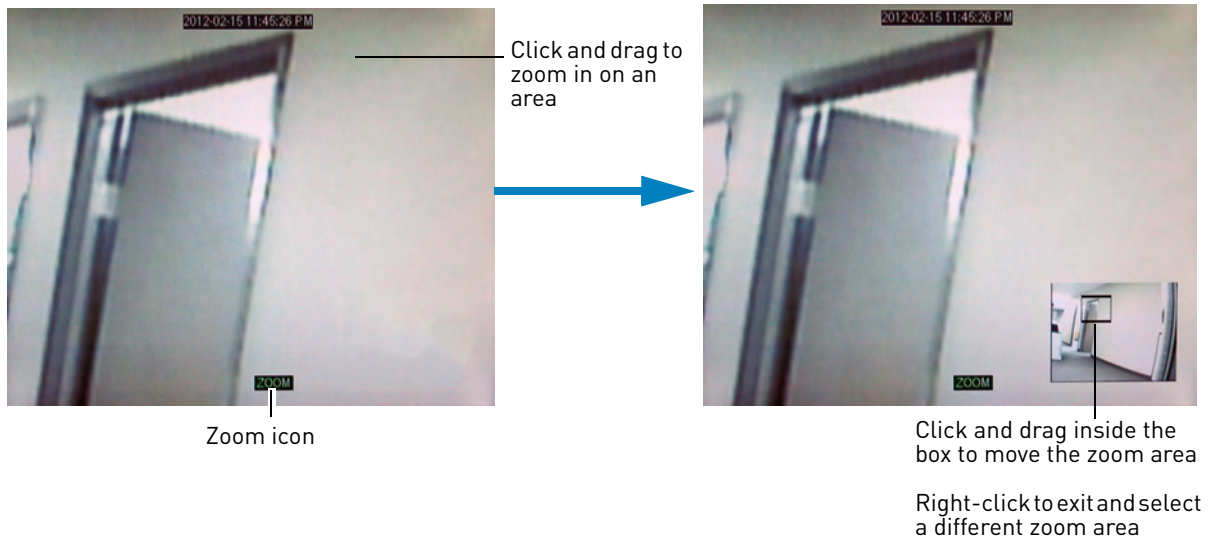 2012-02-15 11:45:26 PM
Click and drag to
zoom in on an
area
ZOOM
Zoom icon
2012-02-15 11:45:26 PM
ZOOM
Click and drag inside the
box to move the zoom area
Right-click to exit and select
a different zoom area